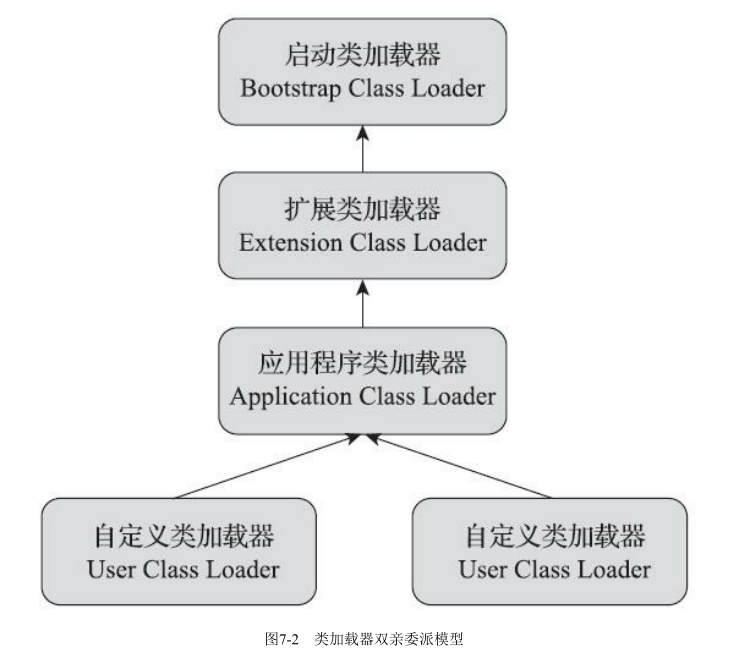 启动类加载器
Bootstrap Class Loader
扩展类加载器
Extension Class Loader
应用程序类加载器
Application Class Loader
自定义类加载器
User Class Loader
自定义类加载器
User Class Loader
图7-2 类加载器双亲委派模型